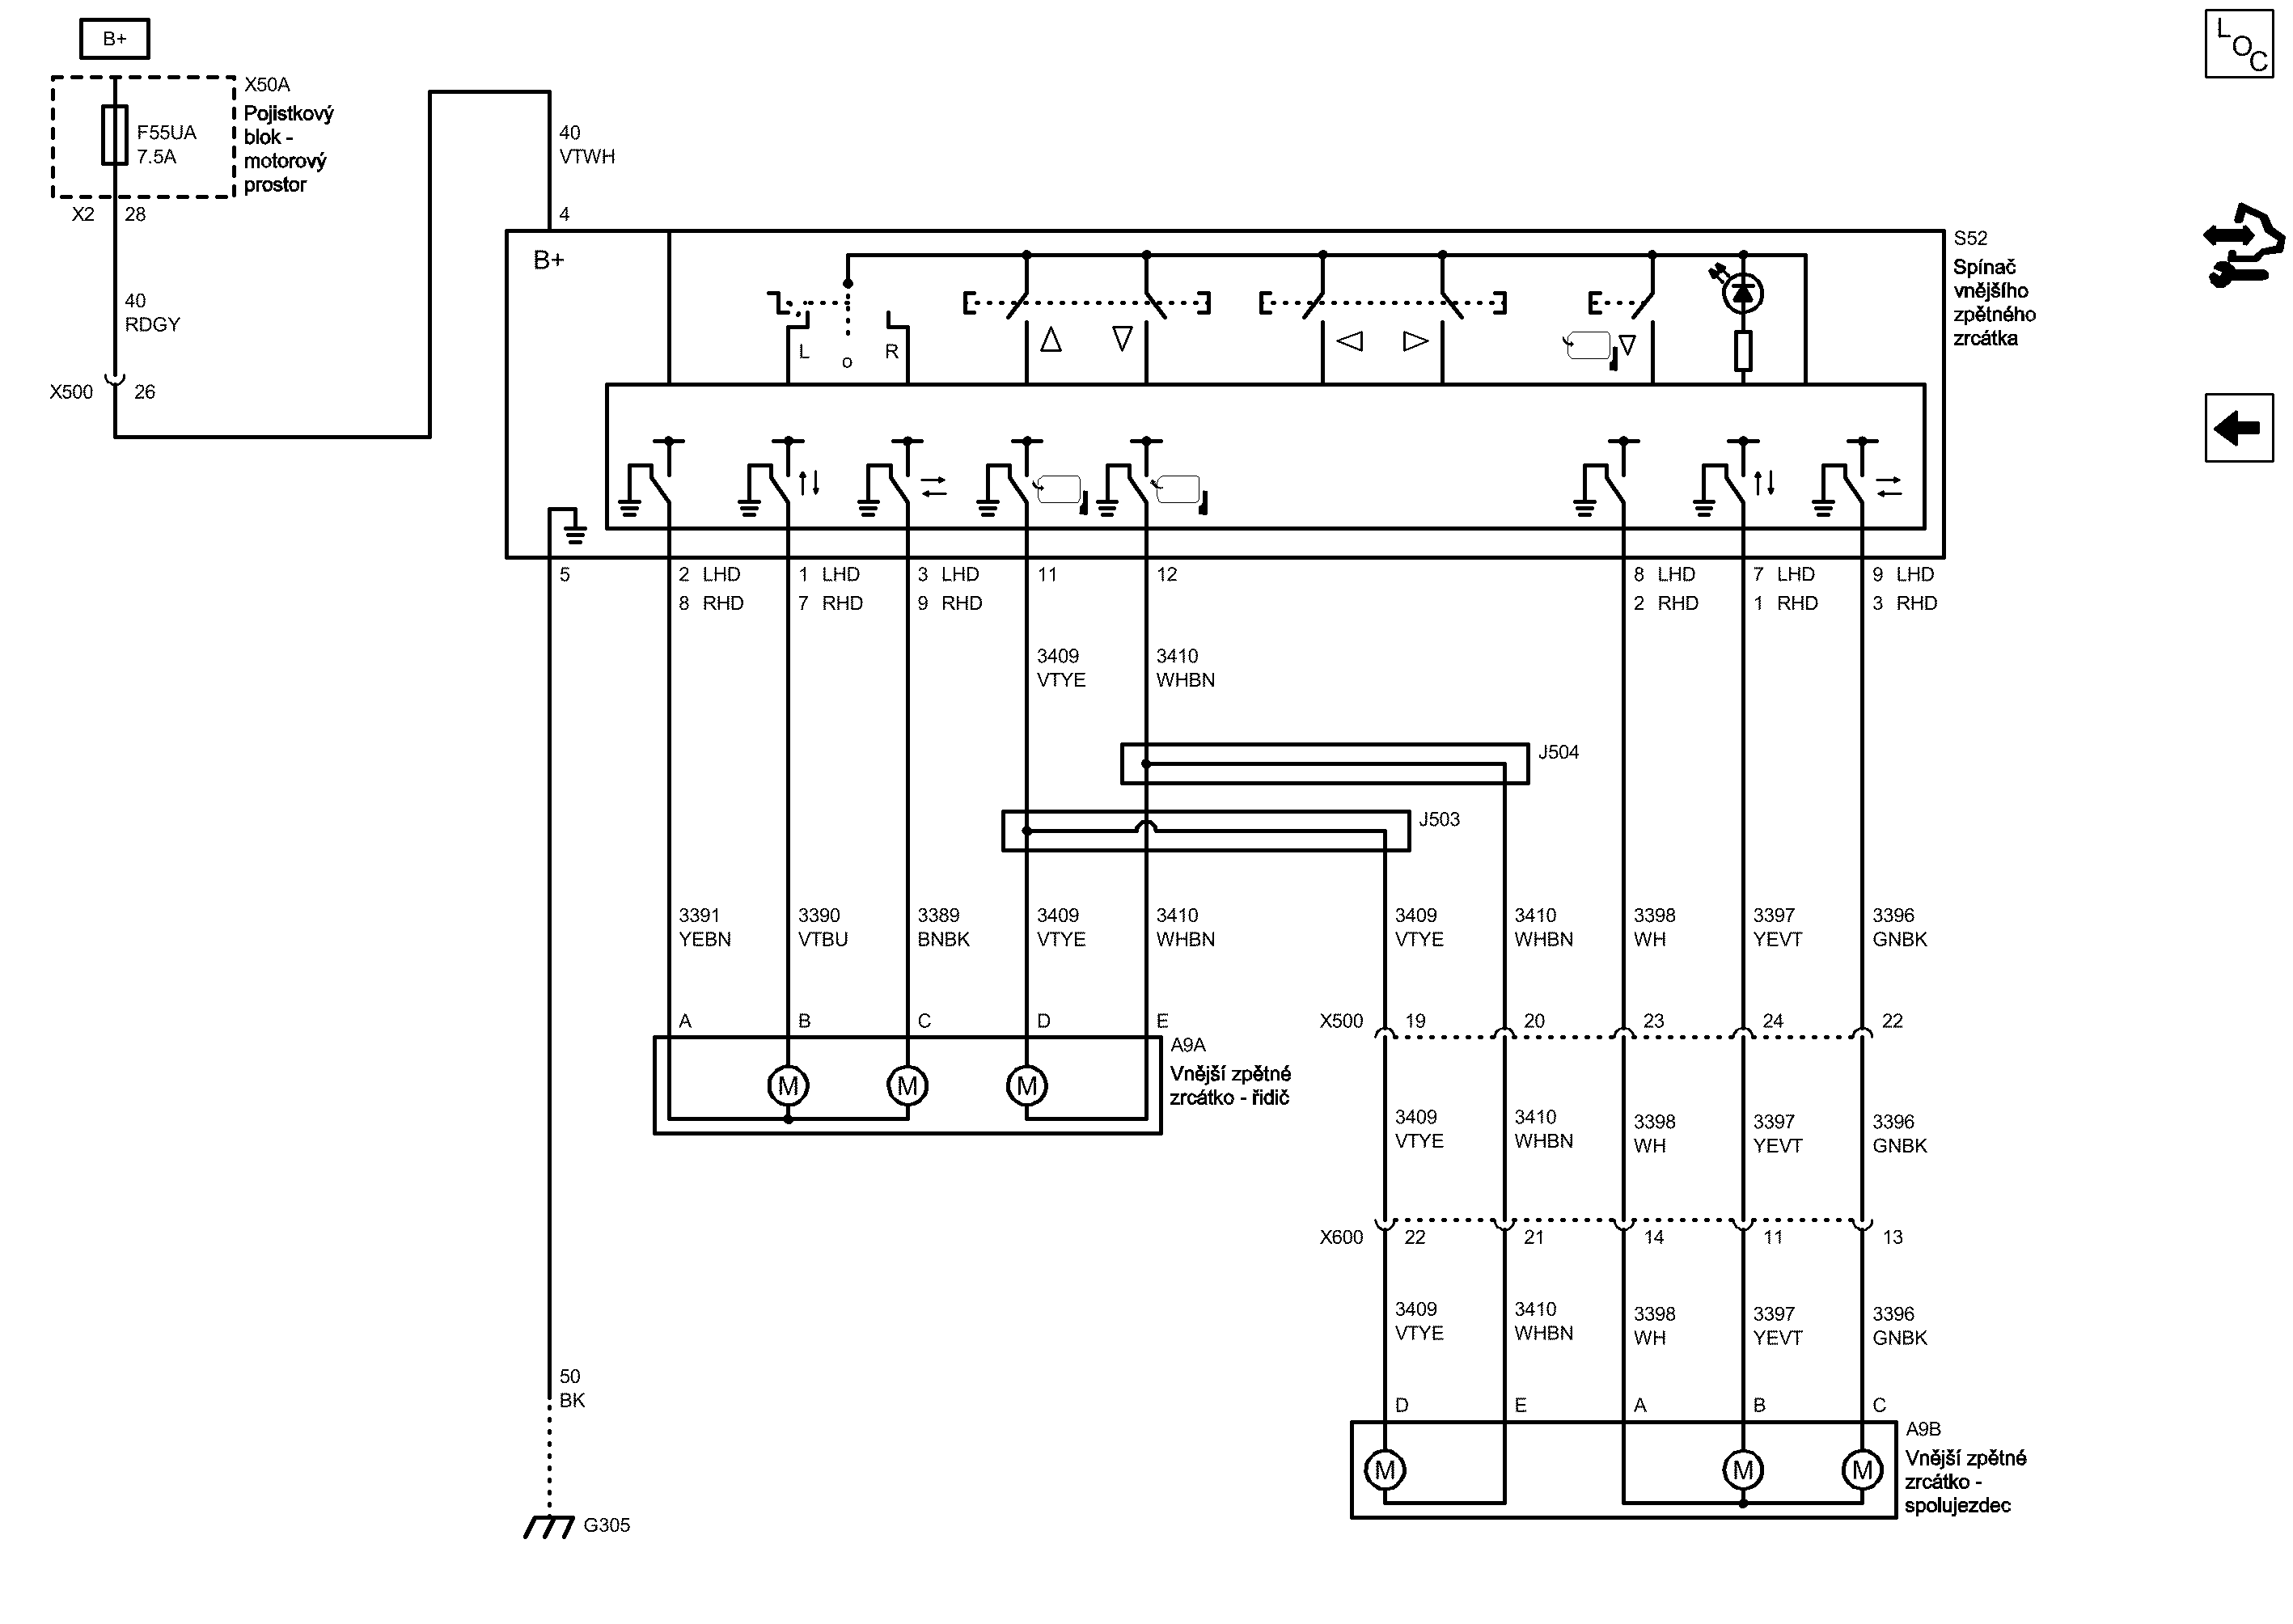 B+
X50A
Pojistkový
blok -
motorový
prostor
F55UA
7.5A
X2 28
40
RDGY
X500 26
40
VTWH
4
B+
S52
Spínač
vnějšího
zpětného
zrcátka
L o R
5
2 LHD
8 RHD
1 LHD
7 RHD
3 LHD
9 RHD
11
12
8 LHD
2 RHD
7 LHD
1 RHD
9 LHD
3 RHD
3409
VTYE
3410
WHBN
J504
J503
3391
YEBN
3390
VTBU
3389
BNBK
3409
VTYE
3410
WHBN
3409
VTYE
3410
WHBN
3398
WH
3397
YEVT
3396
GNBK
A B C D E
A9A
Vnější zpětné
zrcátko - řidič
M M M
X500 19 20 23 24 22
3409
VTYE
3410
WHBN
3398
WH
3397
YEVT
3396
GNBK
X600 22 21 14 11 13
3409
VTYE
3410
WHBN
3398
WH
3397
YEVT
3396
GNBK
D E A B C
A9B
Vnější zpětné
zrcátko -
spolujezdec
M M M
50
BK
G305
LOC